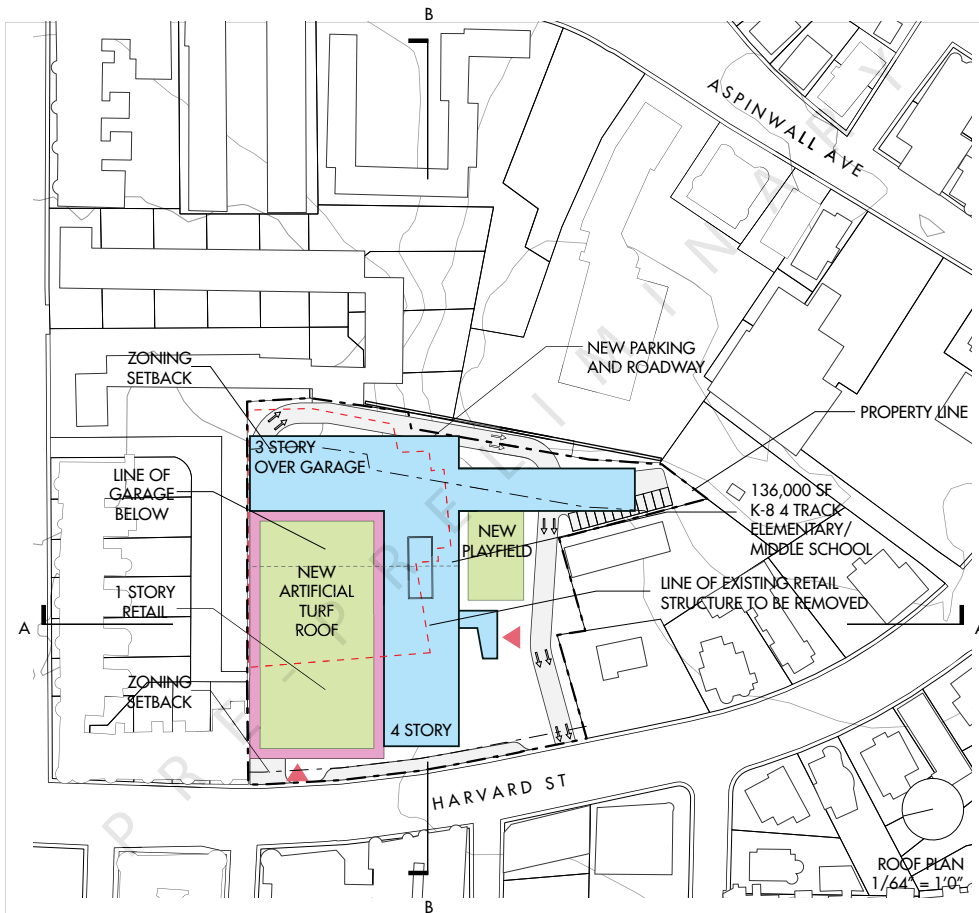 B
ASPINWALL AVE
PRELIMINARY
NEW PARKING
AND ROADWAY
ZONING
SETBACK
PROPERTY LINE
3 STORY
OVER GARAGE
LINE OF
GARAGE
BELOW
136,000 SF
K-8 4 TRACK
ELEMENTARY/
MIDDLE SCHOOL
NEW
PLAYFIELD
NEW
ARTIFICIAL
TURF
ROOF
1 STORY
RETAIL
LINE OF EXISTING RETAIL
STRUCTURE TO BE REMOVED
A
A
ZONING
SETBACK
4 STORY
HARVARD ST
ROOF PLAN
1/64" = 1'0"
B